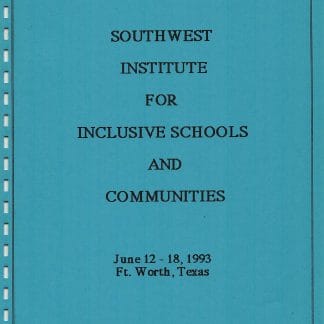 SOUTHWEST
INSTITUTE
FOR
INCLUSIVE SCHOOLS
AND
COMMUNITIES
June 12 - 18, 1993
Ft. Worth, Texas